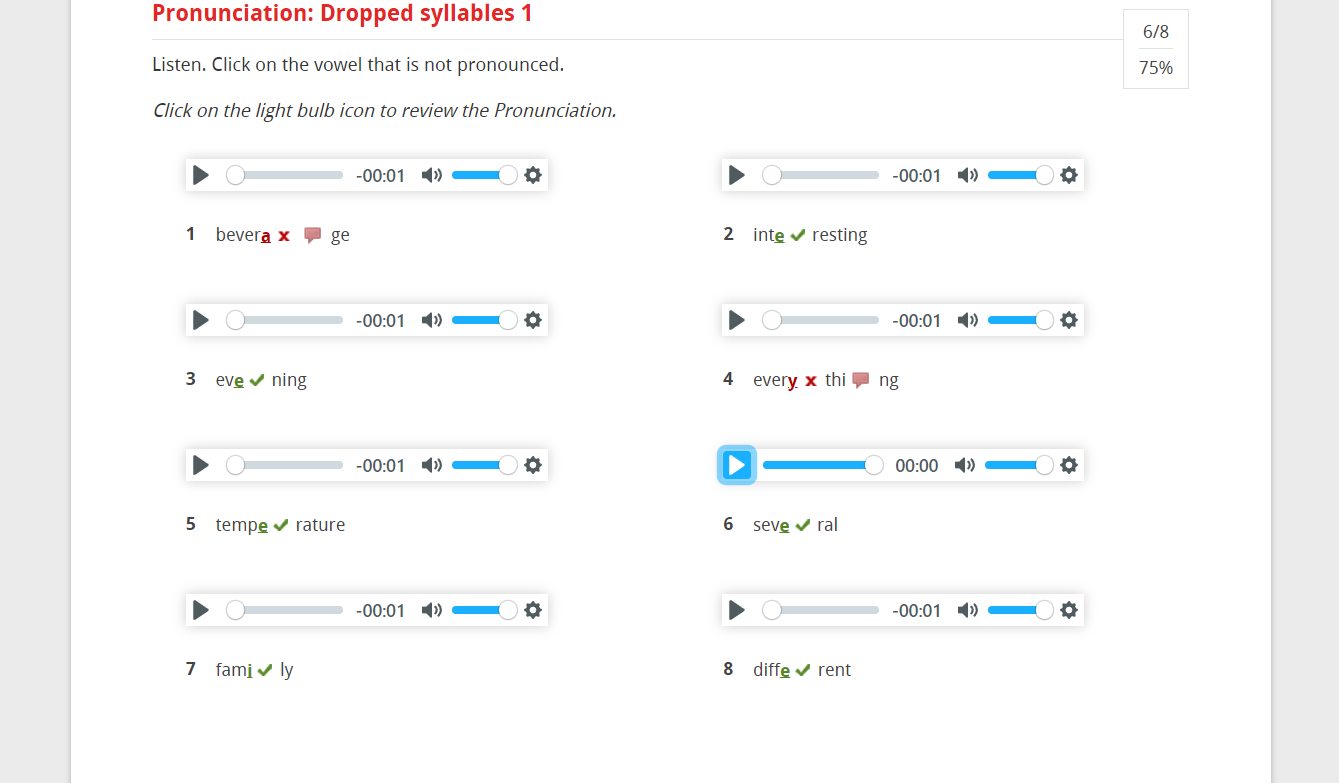 Pronunciation: Dropped syllables 1
6/8
75%
Listen. Click on the vowel that is not pronounced.
Click on the light bulb icon to review the Pronunciation.
-00:01 -00:01
1 bevera x ge 2 inte ✓ resting
-00:01 -00:01
3 eve ✓ ning 4 every x thi ng
-00:01 00:00
5 tempe ✓ rature 6 seve ✓ ral
-00:01 -00:01
7 fami ✓ ly 8 diffe ✓ rent